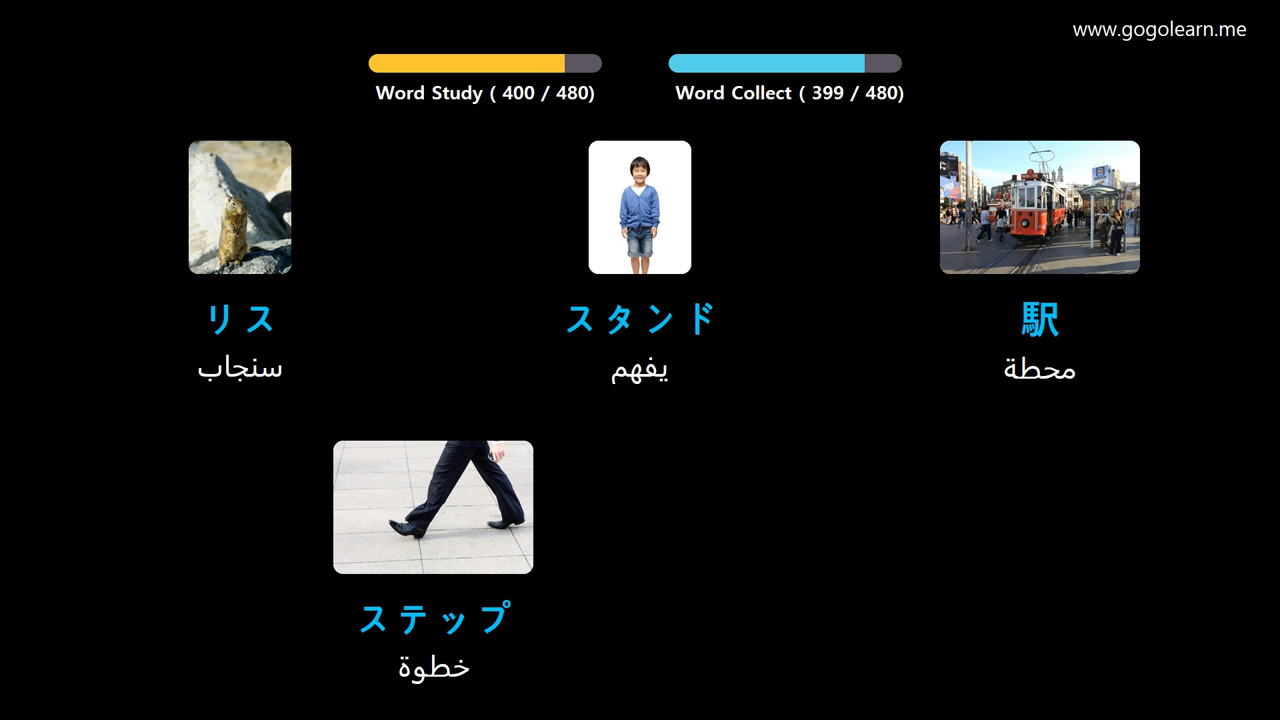 www.gogolearn.me
Word Study ( 400 / 480)
Word Collect ( 399 / 480)
リス
سنجاب
スタンド
يفهم
駅
محطة
ステップ
خطوة